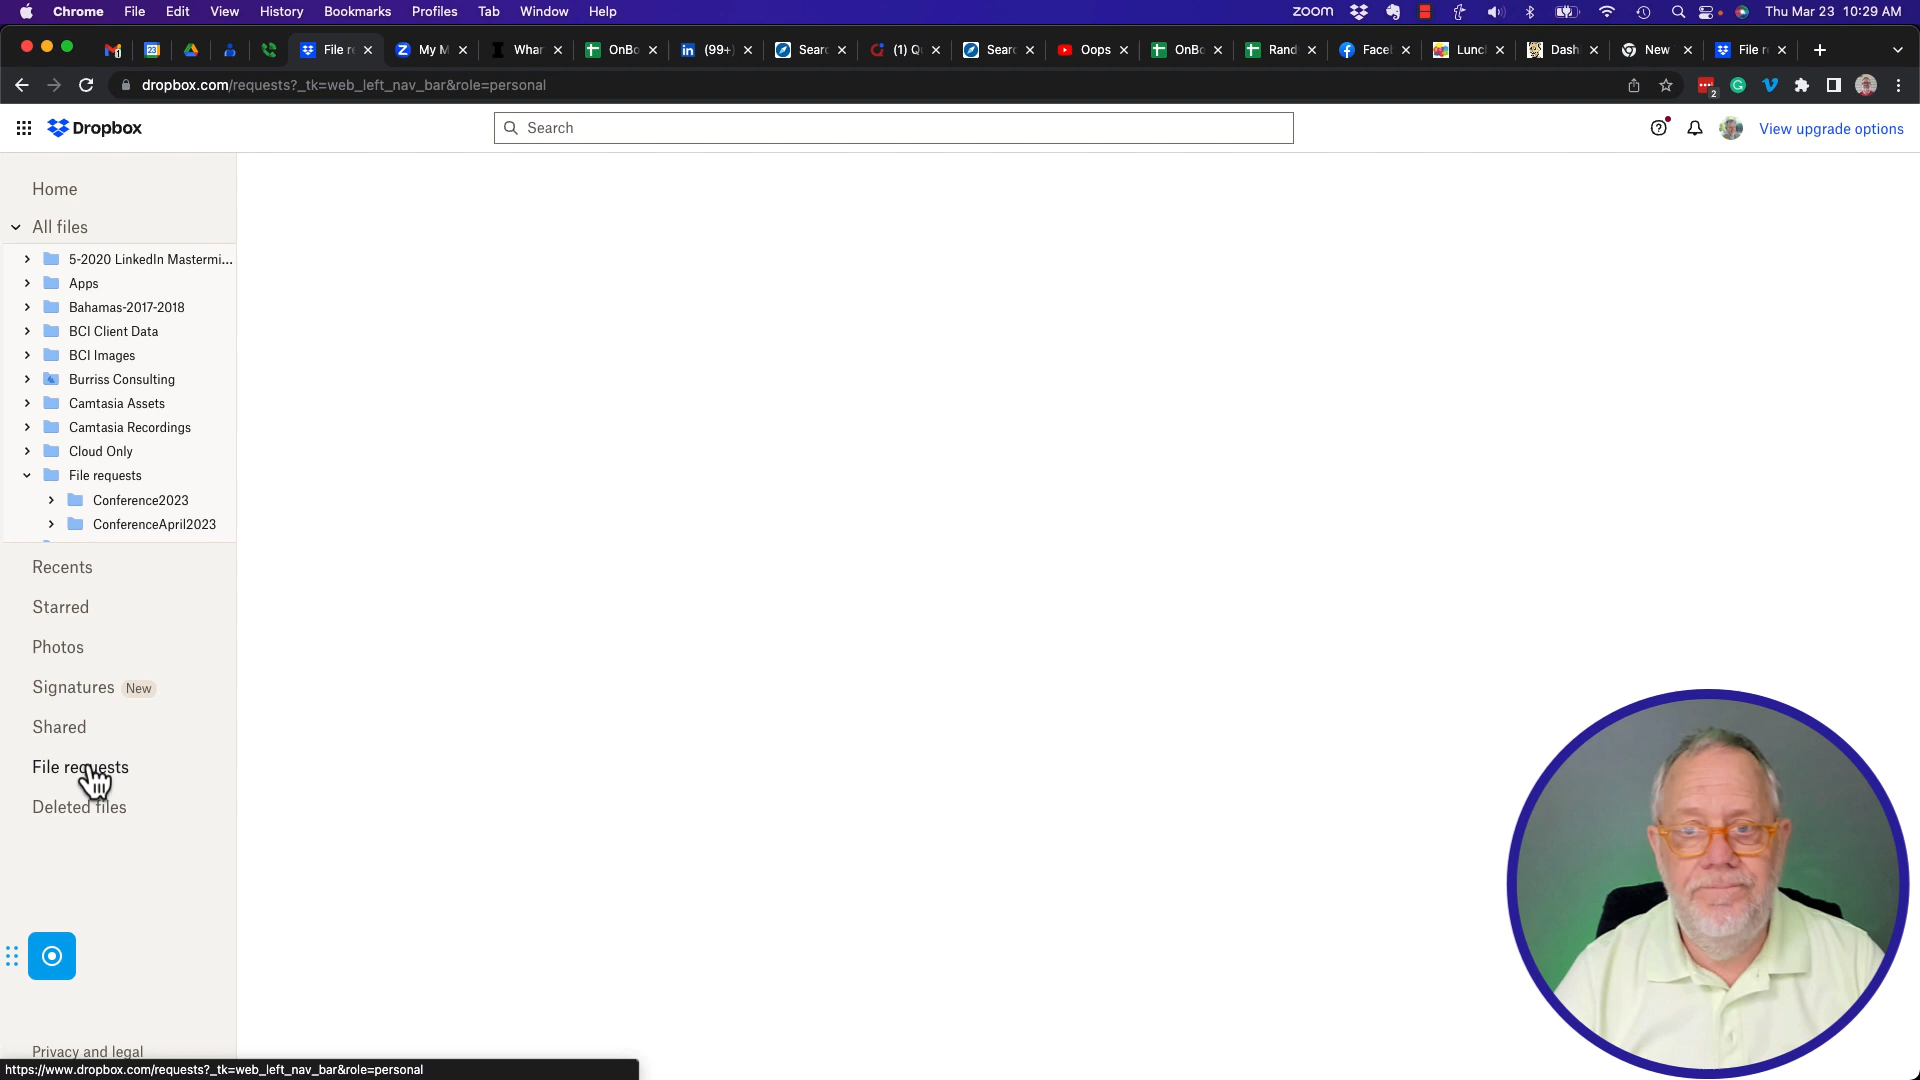 Chrome File Edit View History Bookmarks Profiles Tab Window Help zoom Thu Mar 23 10:29 AM
File r My M Whar OnBo (99+) Searc (1) Q Searc Oops OnBo Rand Face Lunc Dash New File r
dropbox.com/requests?_tk=web_left_nav_bar&role=personal 2
Dropbox Search View upgrade options
Home
All files
5-2020 LinkedIn Mastermi...
Apps
Bahamas-2017-2018
BCI Client Data
BCI Images
Burriss Consulting
Camtasia Assets
Camtasia Recordings
Cloud Only
File requests
Conference2023
ConferenceApril2023
Recents
Starred
Photos
Signatures New
Shared
File requests
Deleted files
Privacy and legal
https://www.dropbox.com/requests?_tk=web_left_nav_bar&role=personal